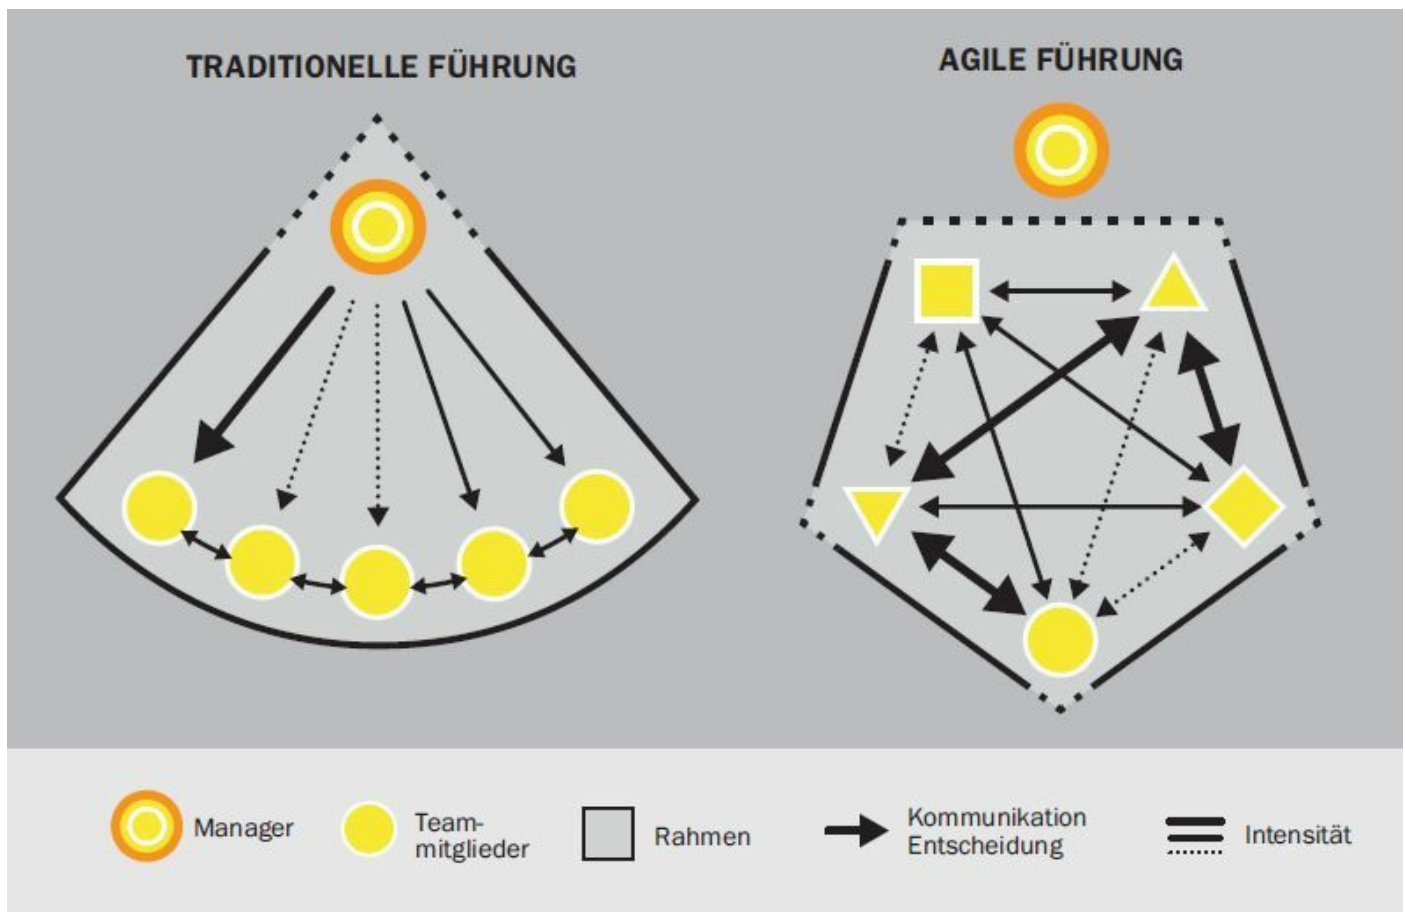 TRADITIONELLE FÜHRUNG
AGILE FÜHRUNG
Manager
Team-
mitglieder
Rahmen
Kommunikation
Entscheidung
Intensität